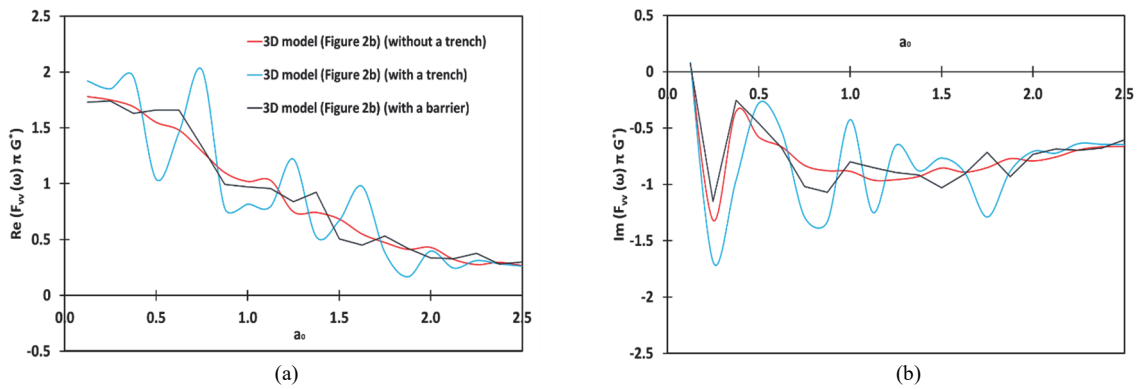 2.5
2
1.5
1
0.5
0
-0.5
0.0
0.5
1.0
1.5
2.0
2.5
Re (Fvv (ω) π G*)
a₀
3D model (Figure 2b) (without a trench)
3D model (Figure 2b) (with a trench)
3D model (Figure 2b) (with a barrier)
(a)
0.5
0
-0.5
-1
-1.5
-2
-2.5
0.0
0.5
1.0
1.5
2.0
2.5
Im (Fvv (ω) π G*)
a₀
(b)